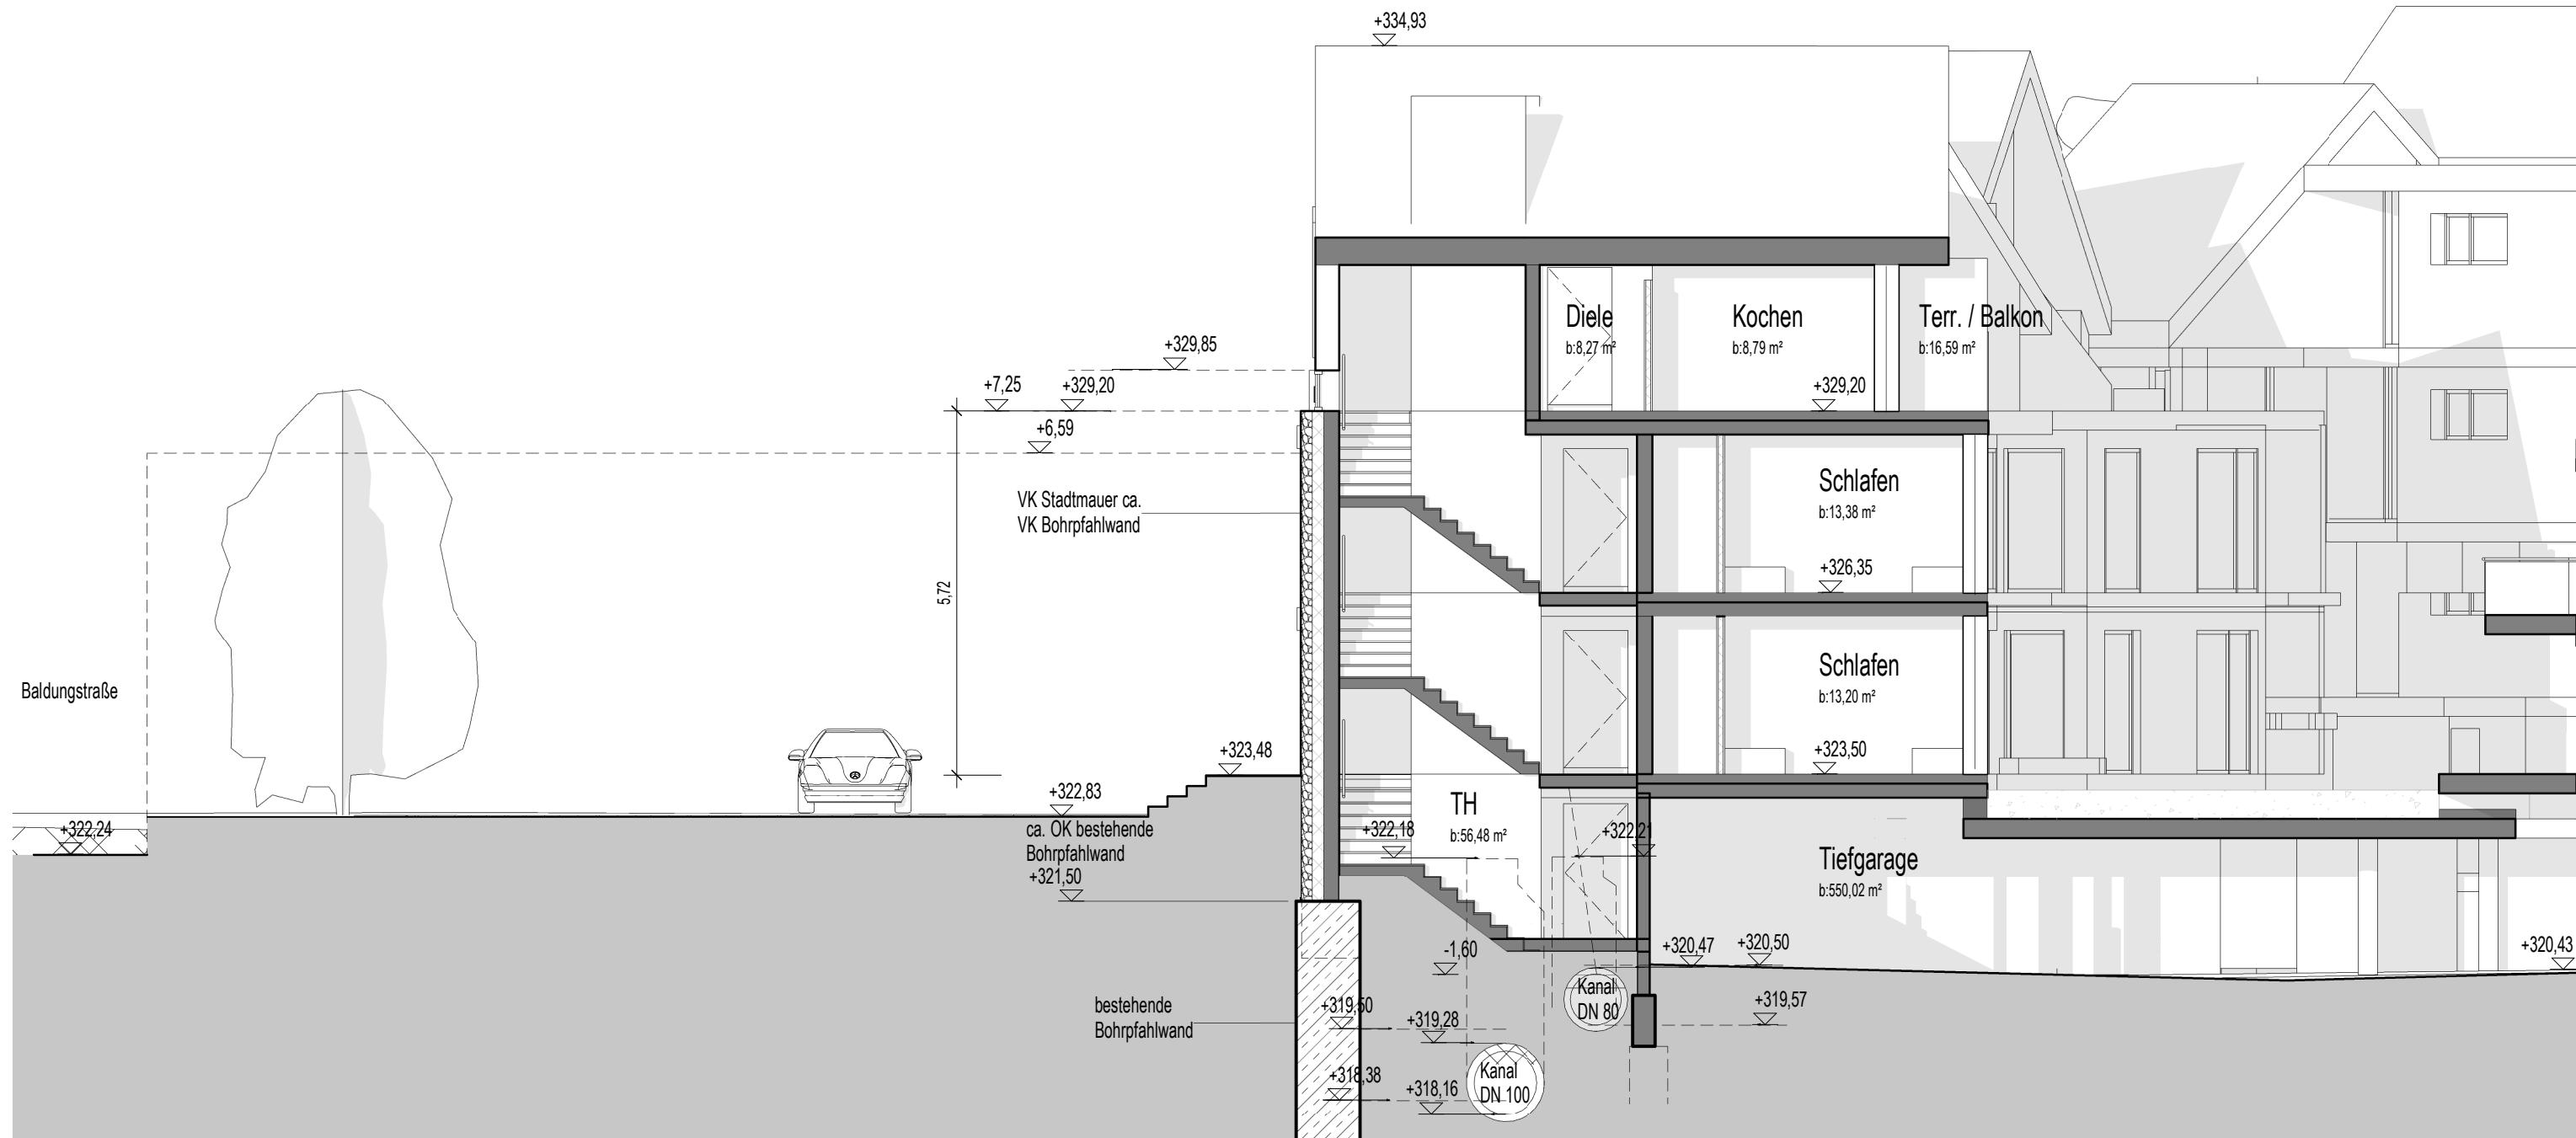 +334,93
Diele
b:8,27 m²
Kochen
b:8,79 m²
Terr. / Balkon
b:16,59 m²
+329,85
+7,25
+329,20
+329,20
+6,59
VK Stadtmauer ca.
VK Bohrpfahlwand
Schlafen
b:13,38 m²
+326,35
5,72
Baldungstraße
Schlafen
b:13,20 m²
+323,48
+323,50
+322,83
+322,24
ca. OK bestehende
Bohrpfahlwand
+321,50
TH
b:56,48 m²
+322,18
+322,21
Tiefgarage
b:550,02 m²
-1,60
+320,47
+320,50
+320,43
bestehende
Bohrpfahlwand
Kanal
DN 80
+319,50
+319,28
+319,57
+318,38
+318,16
Kanal
DN 100